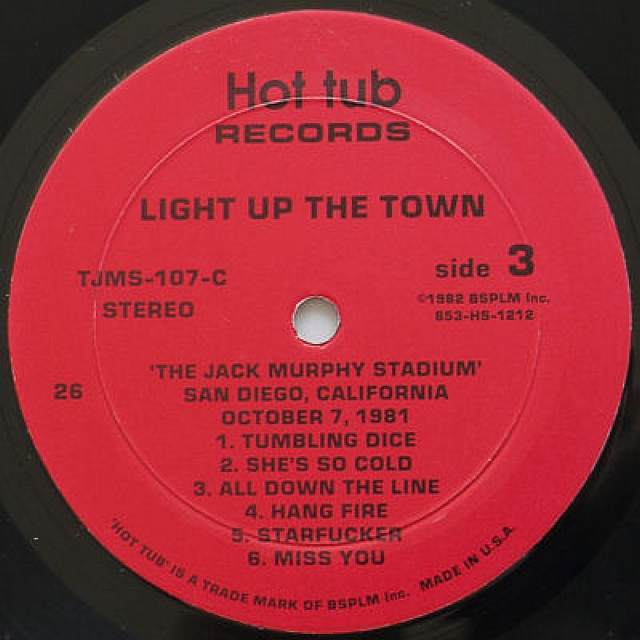 Hot tub
RECORDS
LIGHT UP THE TOWN
TJMS-107-C
STEREO
side 3
©1982 BSPLM Inc.
853-HS-1212
26
'THE JACK MURPHY STADIUM'
SAN DIEGO, CALIFORNIA
OCTOBER 7, 1981
1. TUMBLING DICE
2. SHE'S SO COLD
3. ALL DOWN THE LINE
4. HANG FIRE
5. STARFUCKER
6. MISS YOU
'HOT TUB' IS A TRADE MARK OF BSPLM Inc. MADE IN U.S.A.